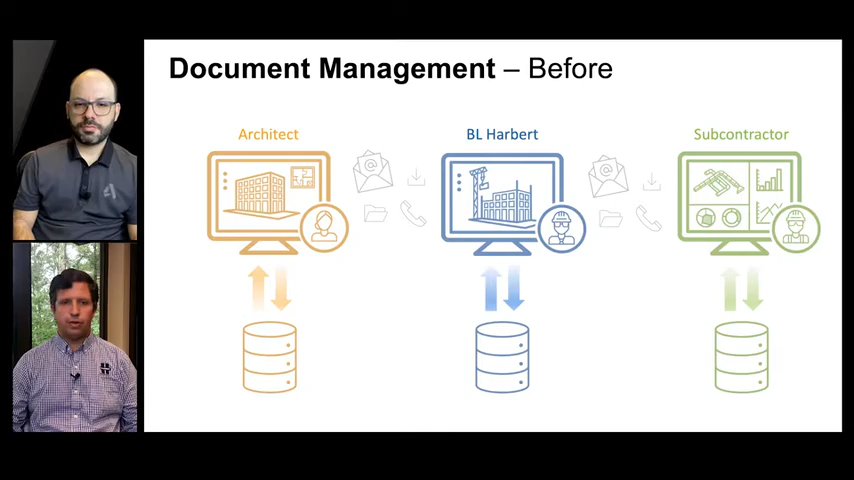 Document Management – Before
Architect
BL Harbert
Subcontractor